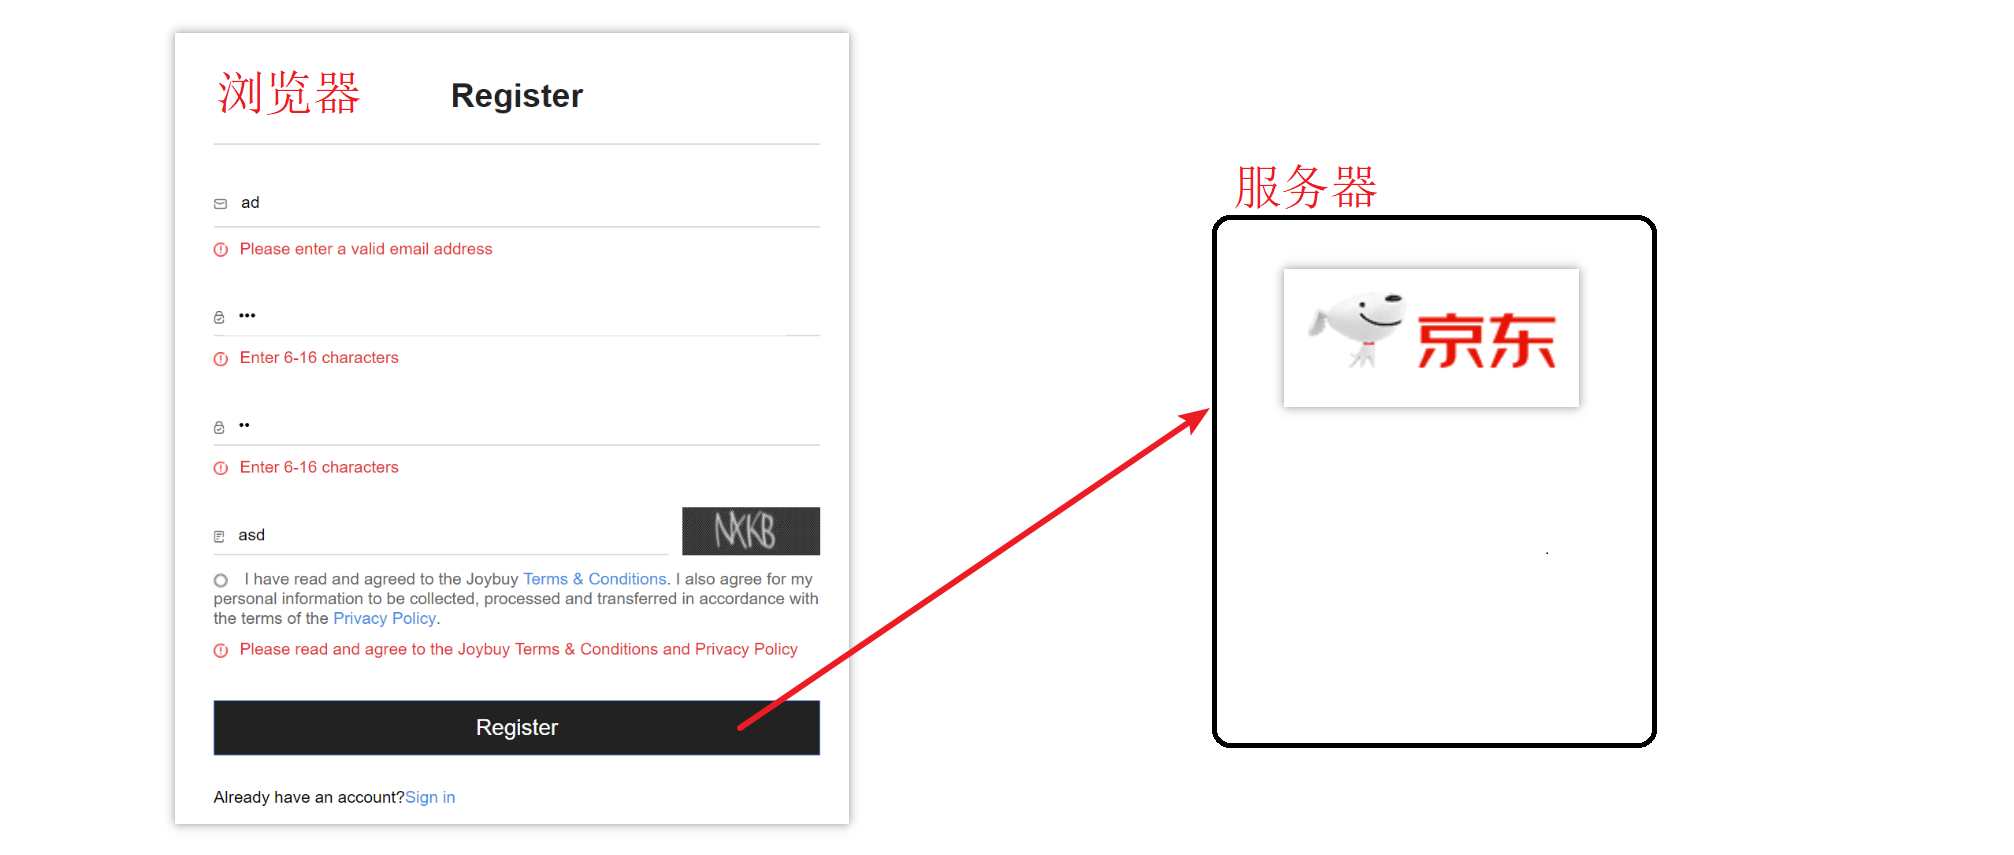 浏览器
Register
ad
Please enter a valid email address
•••
Enter 6-16 characters
••
Enter 6-16 characters
asd
NXKB
I have read and agreed to the Joybuy Terms & Conditions. I also agree for my
personal information to be collected, processed and transferred in accordance with
the terms of the Privacy Policy.
Please read and agree to the Joybuy Terms & Conditions and Privacy Policy
Register
Already have an account?Sign in
服务器
京东